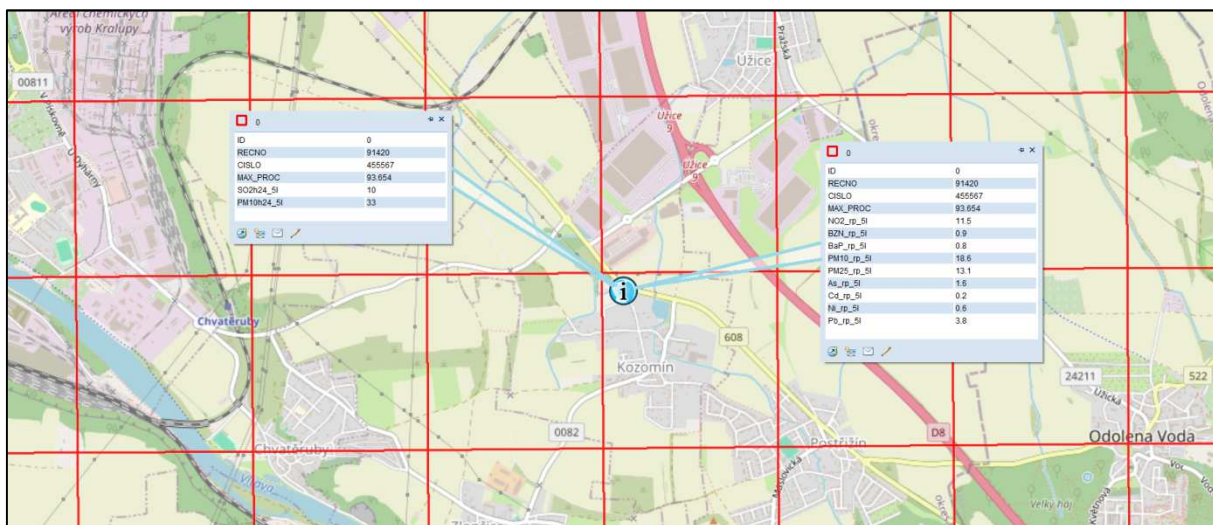 Areál chemických
výrob Kralupy
00811
V Pískovně
U Dýhárny
Pražská
Užice
Užice
9
Užice
9
0
ID 0
RECNO 91420
CISLO 455567
MAX_PROC 93.654
SO2h24_5l 10
PM10h24_5l 33
0
ID 0
RECNO 91420
CISLO 455567
MAX_PROC 93.654
NO2_rp_5l 11.5
BZN_rp_5l 0.9
BaP_rp_5l 0.8
PM10_rp_5l 18.6
PM25_rp_5l 13.1
As_rp_5l 1.6
Cd_rp_5l 0.2
Ni_rp_5l 0.6
Pb_rp_5l 3.8
i
Chvatěruby
608
Kozomín
24211
522
Užická
0082
D8
Odolena Voda
Chvatěruby
Postřižín
Maslovická
Vltava
Velký háj
Květnová